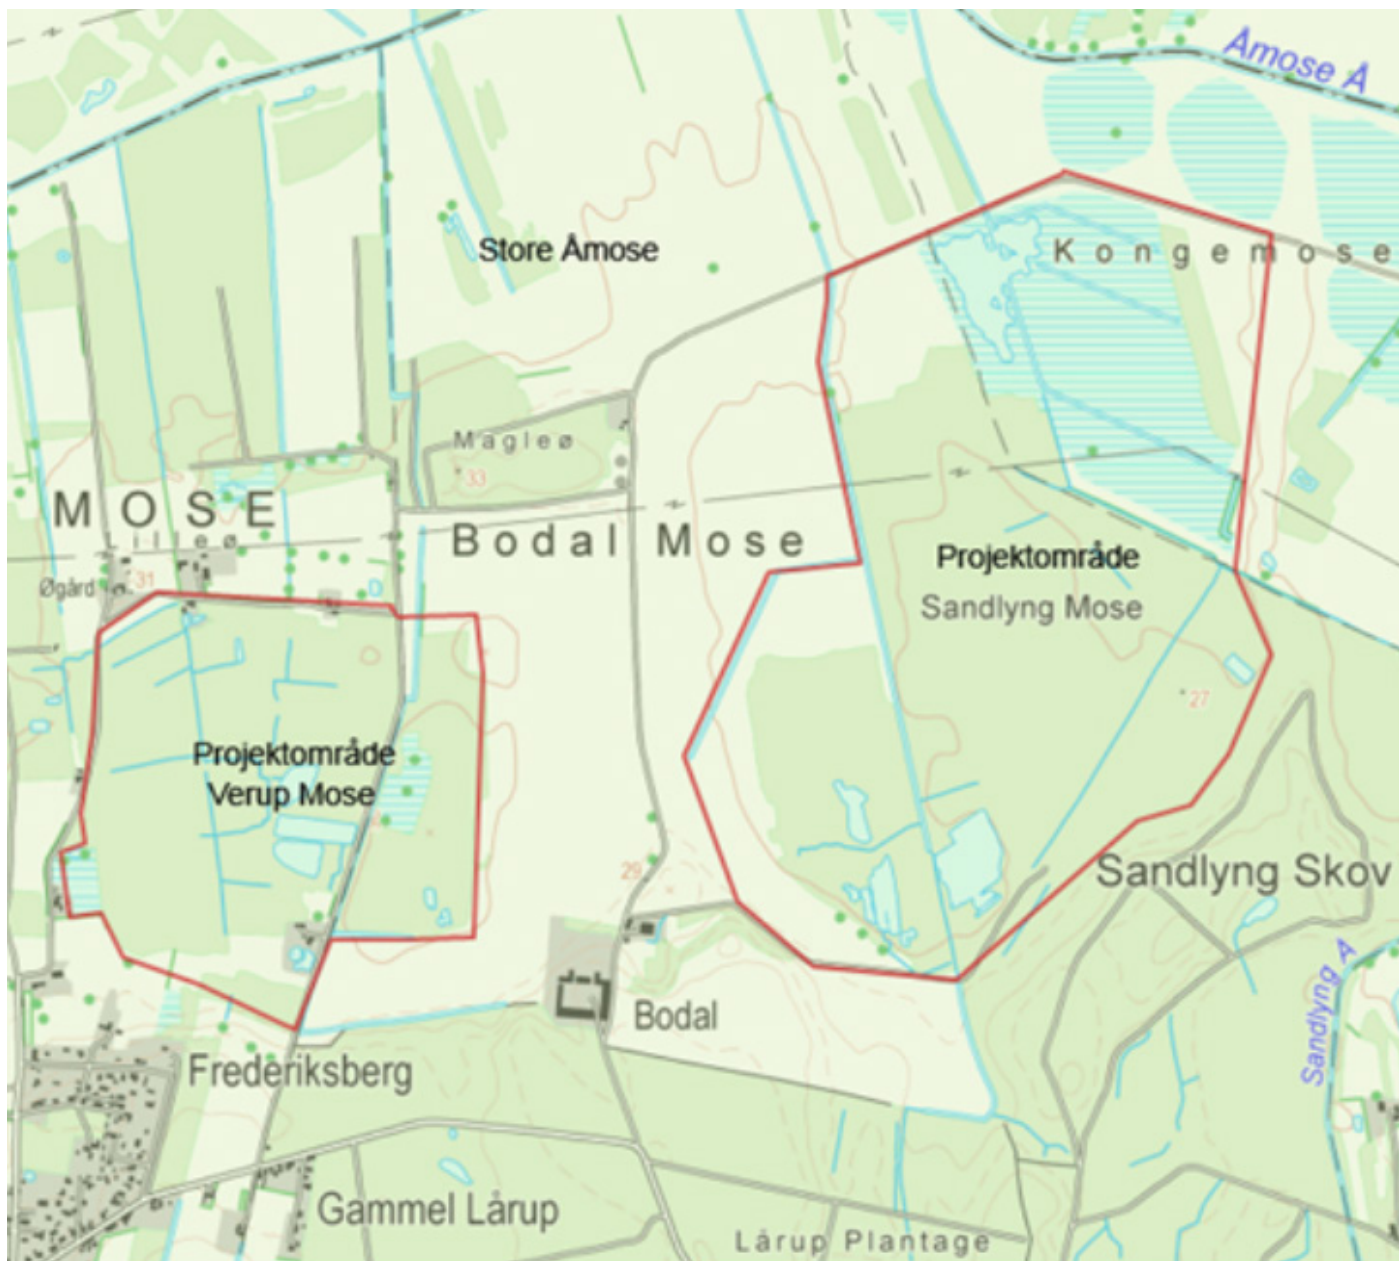 Åmose Å
Store Åmose
Kongemose
Magleø
33
MOSE
Lilleø
Bodal Mose
Projektområde
Sandlyng Mose
Øgård
31
27
Projektområde
Verup Mose
29
Sandlyng Skov
Sandlyng Å
Bodal
Frederiksberg
Gammel Lårup
Lårup Plantage